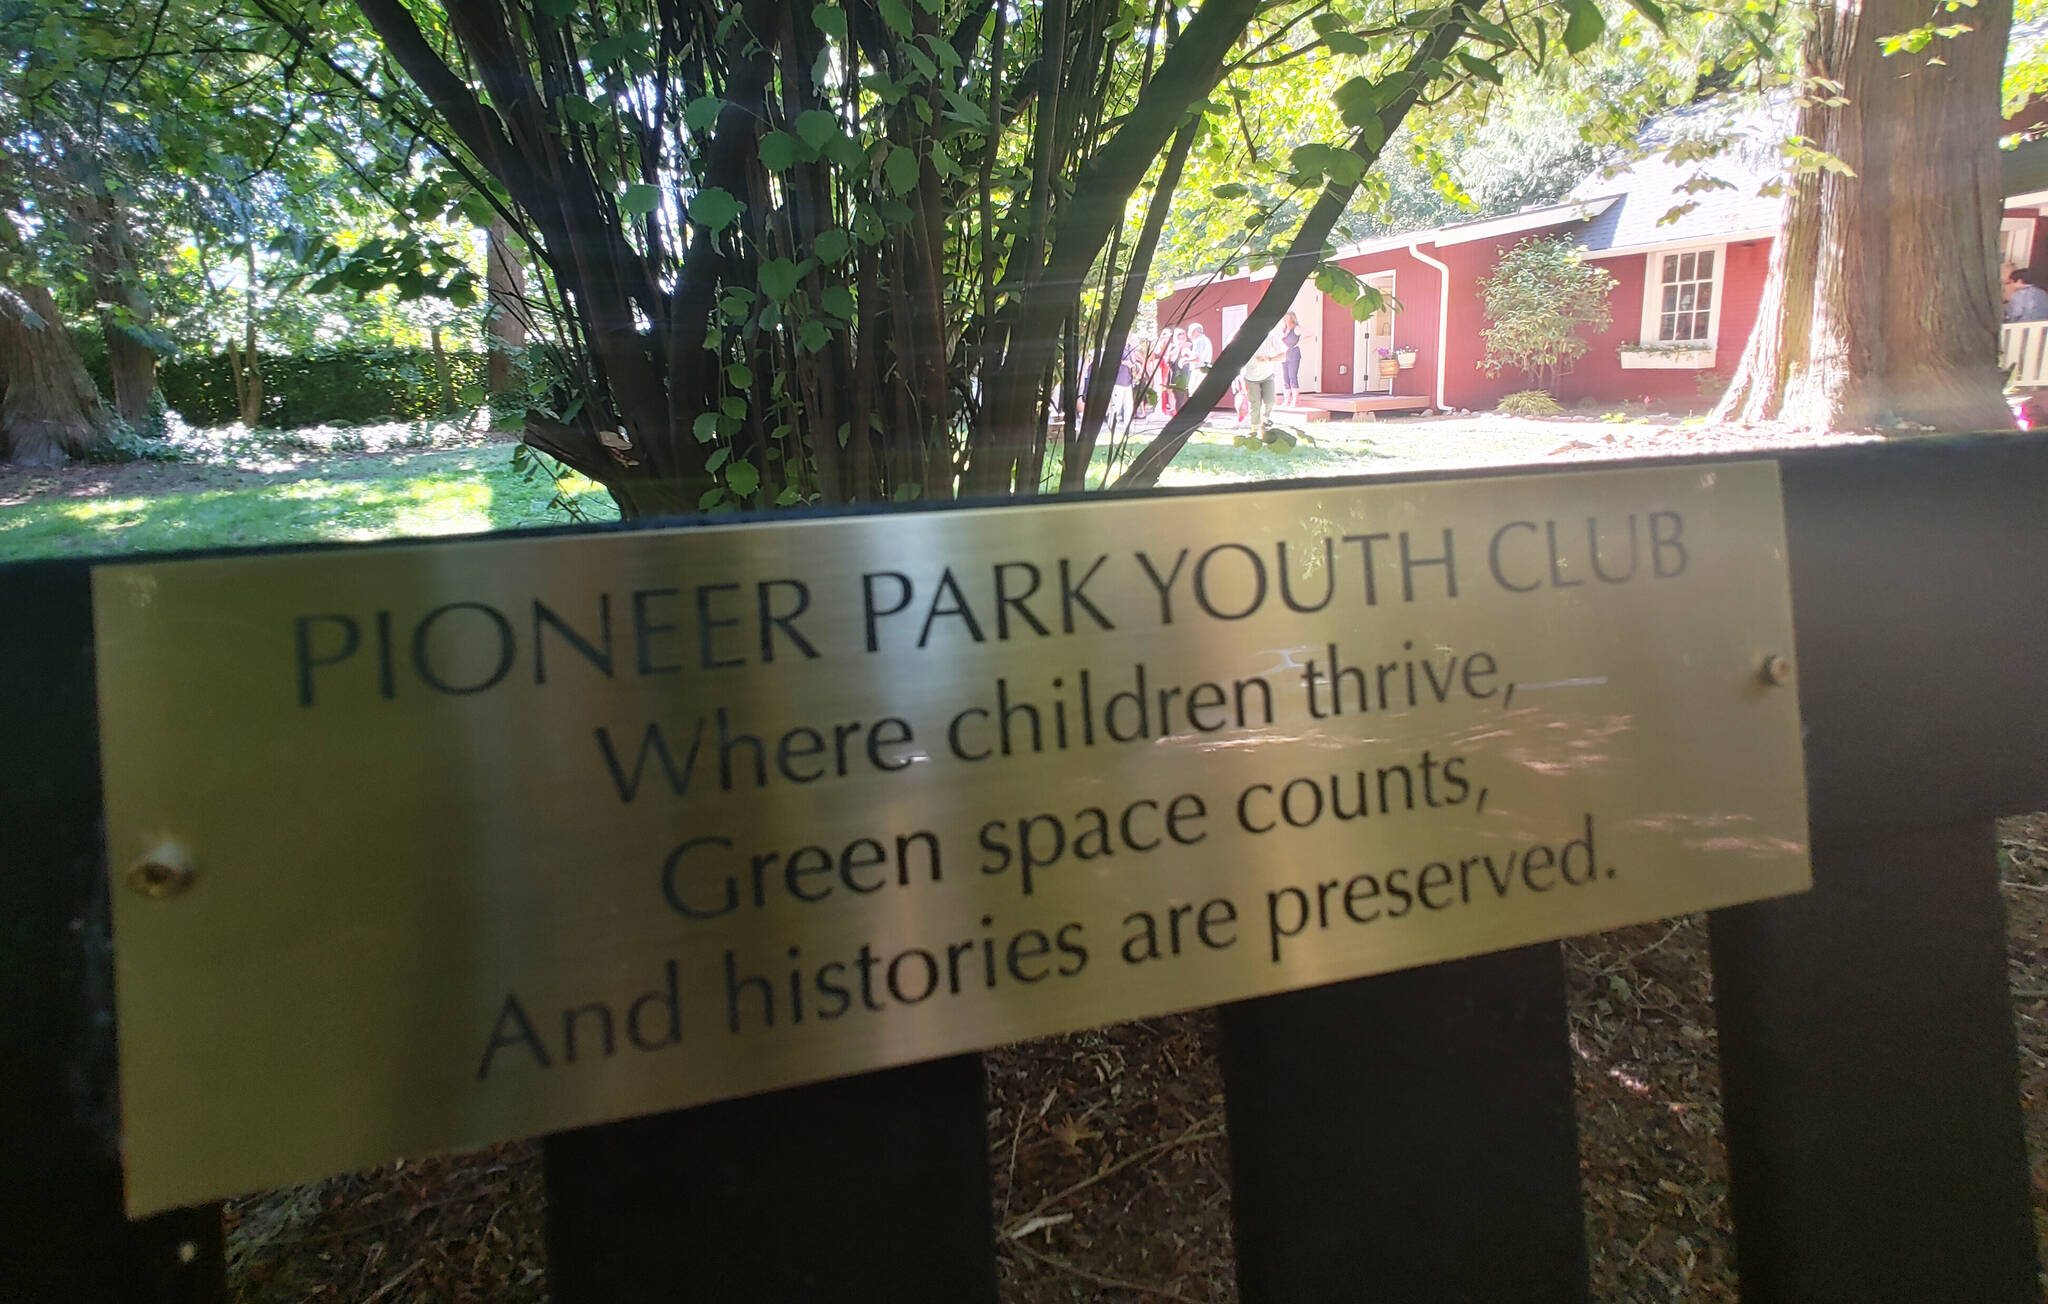 PIONEER PARK YOUTH CLUB
Where children thrive,
Green space counts,
And histories are preserved.